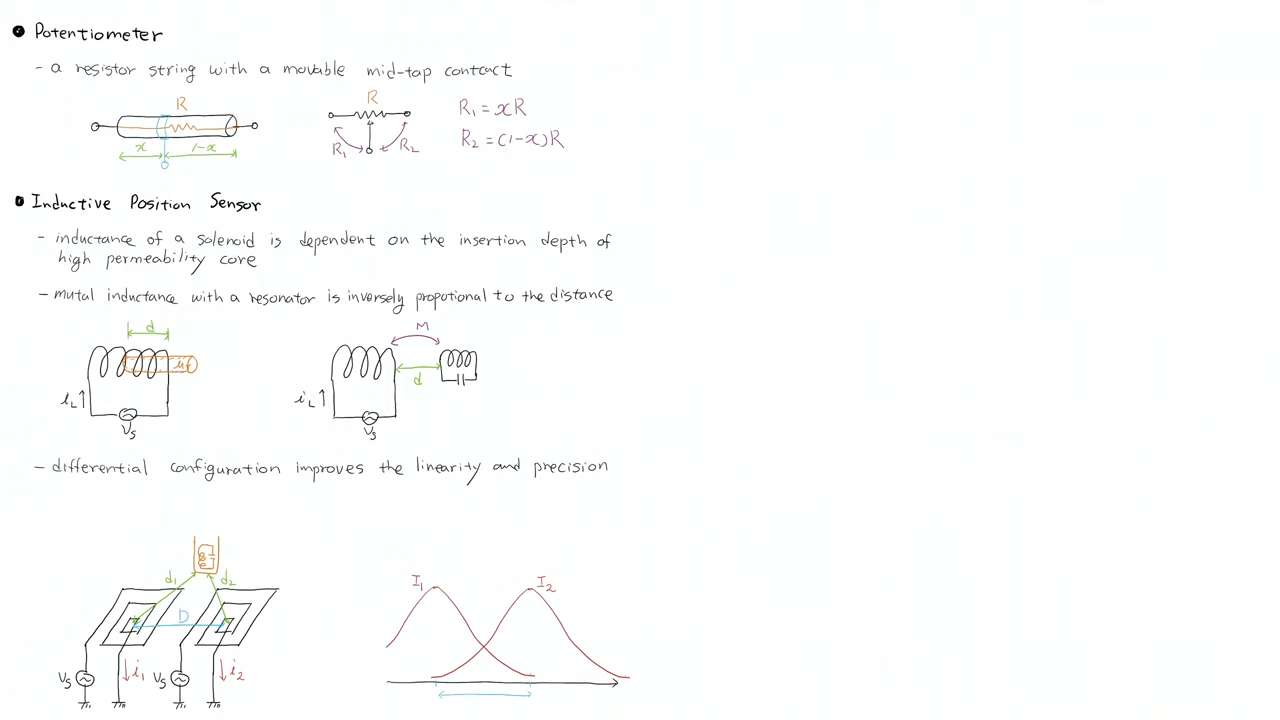 Potentiometer
- a resistor string with a movable mid-tap contact
R
x
1-x
R
R1
R2
R1 = xR
R2 = (1-x)R
Inductive Position Sensor
- inductance of a solenoid is dependent on the insertion depth of
high permeability core
- mutal inductance with a resonator is inversely propotional to the distance
d
μr
iL
Vs
M
d
iL
Vs
- differential configuration improves the linearity and precision
d1
d2
D
Vs
i1
Vs
i2
I1
I2